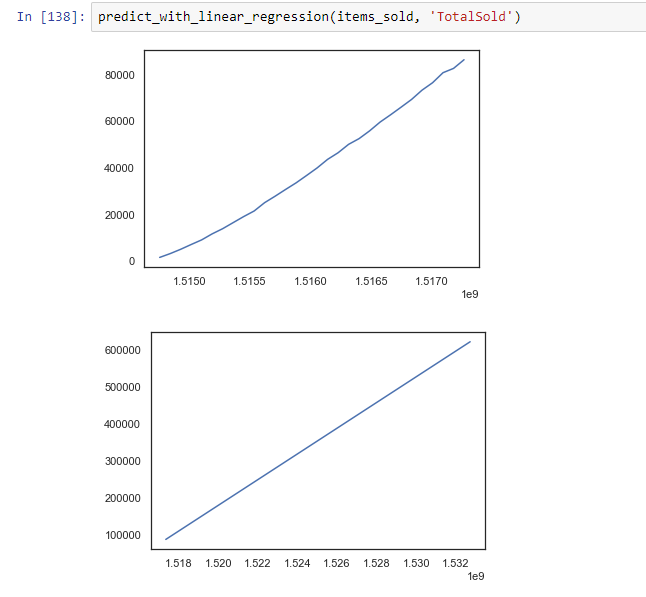 In [138]: predict_with_linear_regression(items_sold, 'TotalSold')
80000
60000
40000
20000
0
1.5150 1.5155 1.5160 1.5165 1.5170
1e9
600000
500000
400000
300000
200000
100000
1.518 1.520 1.522 1.524 1.526 1.528 1.530 1.532
1e9